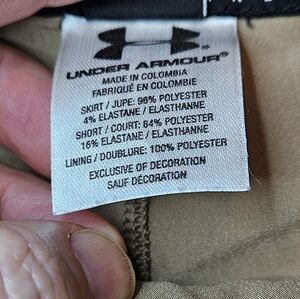 UNDER ARMOUR
MADE IN COLOMBIA
FABRIQUÉ EN COLOMBIE
SKIRT / JUPE: 96% POLYESTER
4% ELASTANE / ELASTHANNE
SHORT / COURT: 84% POLYESTER
16% ELASTANE / ELASTHANNE
LINING / DOUBLURE: 100% POLYESTER
EXCLUSIVE OF DECORATION
SAUF DÉCORATION